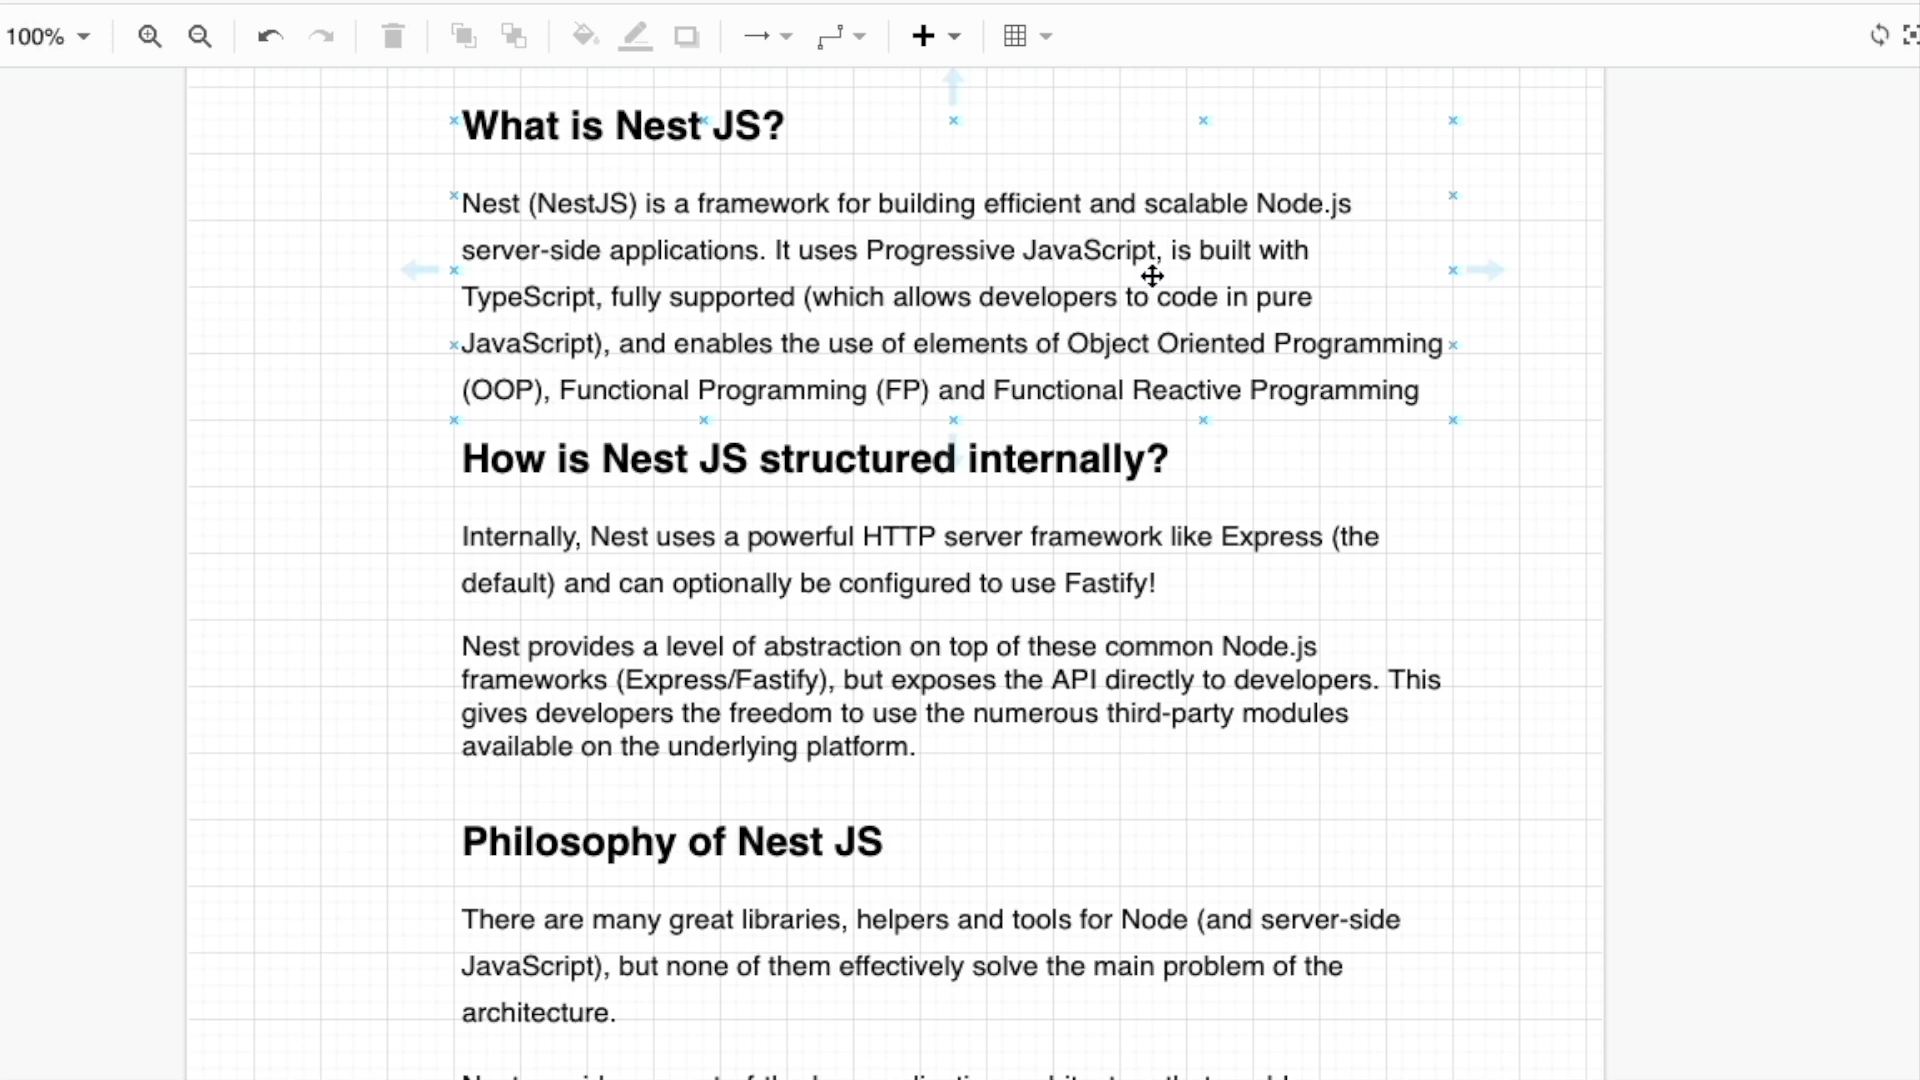 100%
What is Nest JS?
Nest (NestJS) is a framework for building efficient and scalable Node.js
server-side applications. It uses Progressive JavaScript, is built with
TypeScript, fully supported (which allows developers to code in pure
JavaScript), and enables the use of elements of Object Oriented Programming
(OOP), Functional Programming (FP) and Functional Reactive Programming
How is Nest JS structured internally?
Internally, Nest uses a powerful HTTP server framework like Express (the
default) and can optionally be configured to use Fastify!
Nest provides a level of abstraction on top of these common Node.js
frameworks (Express/Fastify), but exposes the API directly to developers. This
gives developers the freedom to use the numerous third-party modules
available on the underlying platform.
Philosophy of Nest JS
There are many great libraries, helpers and tools for Node (and server-side
JavaScript), but none of them effectively solve the main problem of the
architecture.